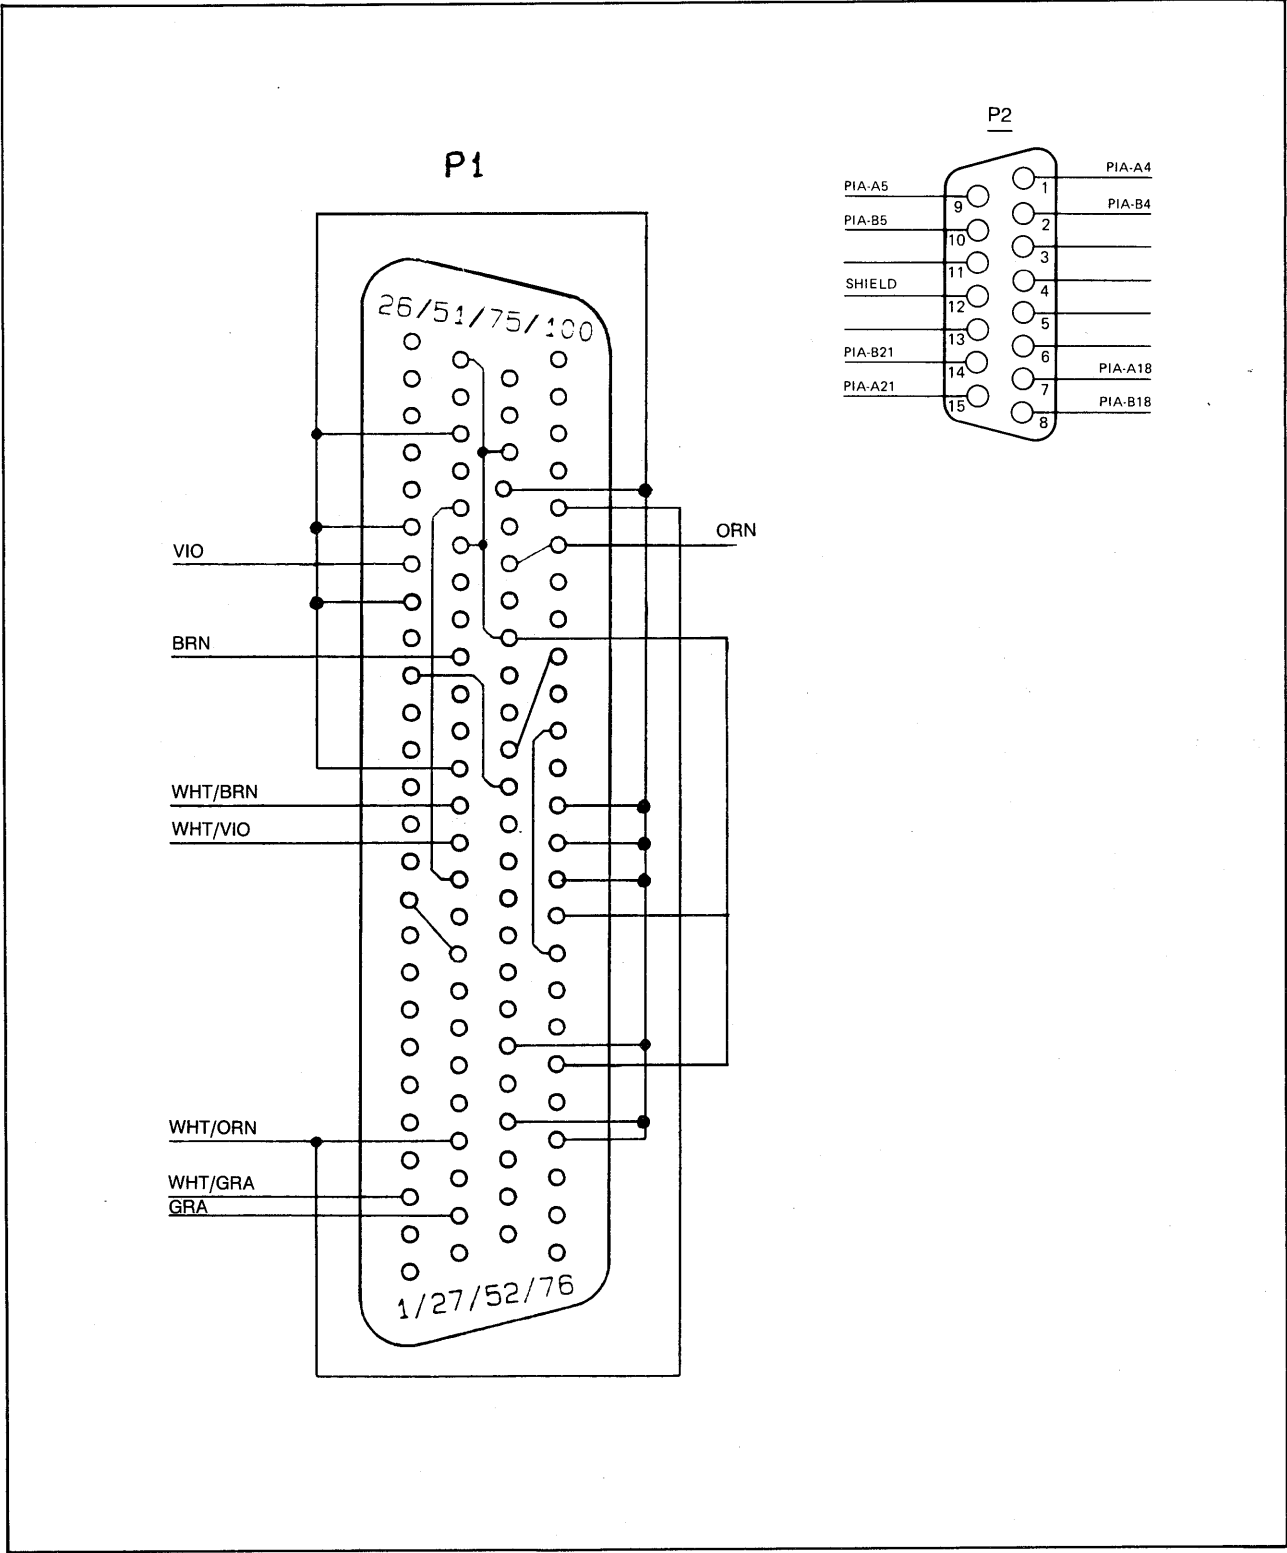 P1
26/51/75/100
VIO
BRN
WHT/BRN
WHT/VIO
WHT/ORN
WHT/GRA
GRA
ORN
1/27/52/76
P2
PIA-A5
PIA-B5
SHIELD
PIA-B21
PIA-A21
9
10
11
12
13
14
15
1
2
3
4
5
6
7
8
PIA-A4
PIA-B4
PIA-A18
PIA-B18